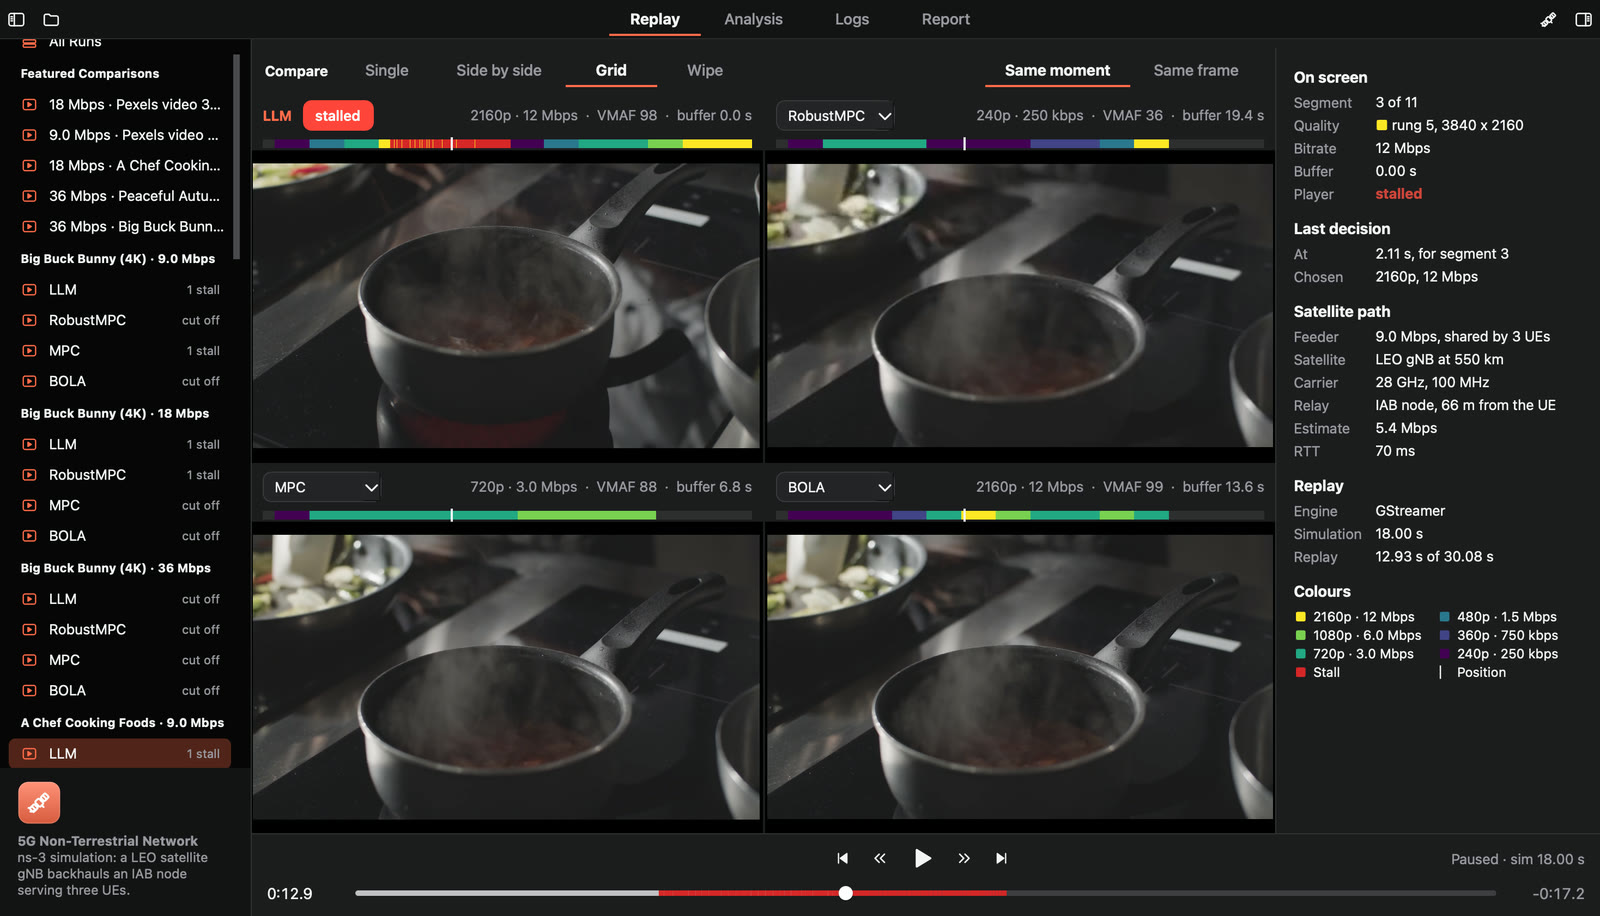 Replay
Analysis
Logs
Report
All Runs
Featured Comparisons
18 Mbps · Pexels video 3...
9.0 Mbps · Pexels video ...
18 Mbps · A Chef Cookin...
36 Mbps · Peaceful Autu...
36 Mbps · Big Buck Bunn...
Big Buck Bunny (4K) · 9.0 Mbps
LLM 1 stall
RobustMPC cut off
MPC 1 stall
BOLA cut off
Big Buck Bunny (4K) · 18 Mbps
LLM 1 stall
RobustMPC 1 stall
MPC cut off
BOLA cut off
Big Buck Bunny (4K) · 36 Mbps
LLM cut off
RobustMPC cut off
MPC cut off
BOLA cut off
A Chef Cooking Foods · 9.0 Mbps
LLM 1 stall
5G Non-Terrestrial Network
ns-3 simulation: a LEO satellite
gNB backhauls an IAB node
serving three UEs.
Compare Single Side by side Grid Wipe Same moment Same frame
LLM stalled 2160p · 12 Mbps · VMAF 98 · buffer 0.0 s
RobustMPC 240p · 250 kbps · VMAF 36 · buffer 19.4 s
MPC 720p · 3.0 Mbps · VMAF 88 · buffer 6.8 s
BOLA 2160p · 12 Mbps · VMAF 99 · buffer 13.6 s
On screen
Segment 3 of 11
Quality rung 5, 3840 x 2160
Bitrate 12 Mbps
Buffer 0.00 s
Player stalled
Last decision
At 2.11 s, for segment 3
Chosen 2160p, 12 Mbps
Satellite path
Feeder 9.0 Mbps, shared by 3 UEs
Satellite LEO gNB at 550 km
Carrier 28 GHz, 100 MHz
Relay IAB node, 66 m from the UE
Estimate 5.4 Mbps
RTT 70 ms
Replay
Engine GStreamer
Simulation 18.00 s
Replay 12.93 s of 30.08 s
Colours
2160p · 12 Mbps 480p · 1.5 Mbps
1080p · 6.0 Mbps 360p · 750 kbps
720p · 3.0 Mbps 240p · 250 kbps
Stall Position
Paused · sim 18.00 s
0:12.9
-0:17.2